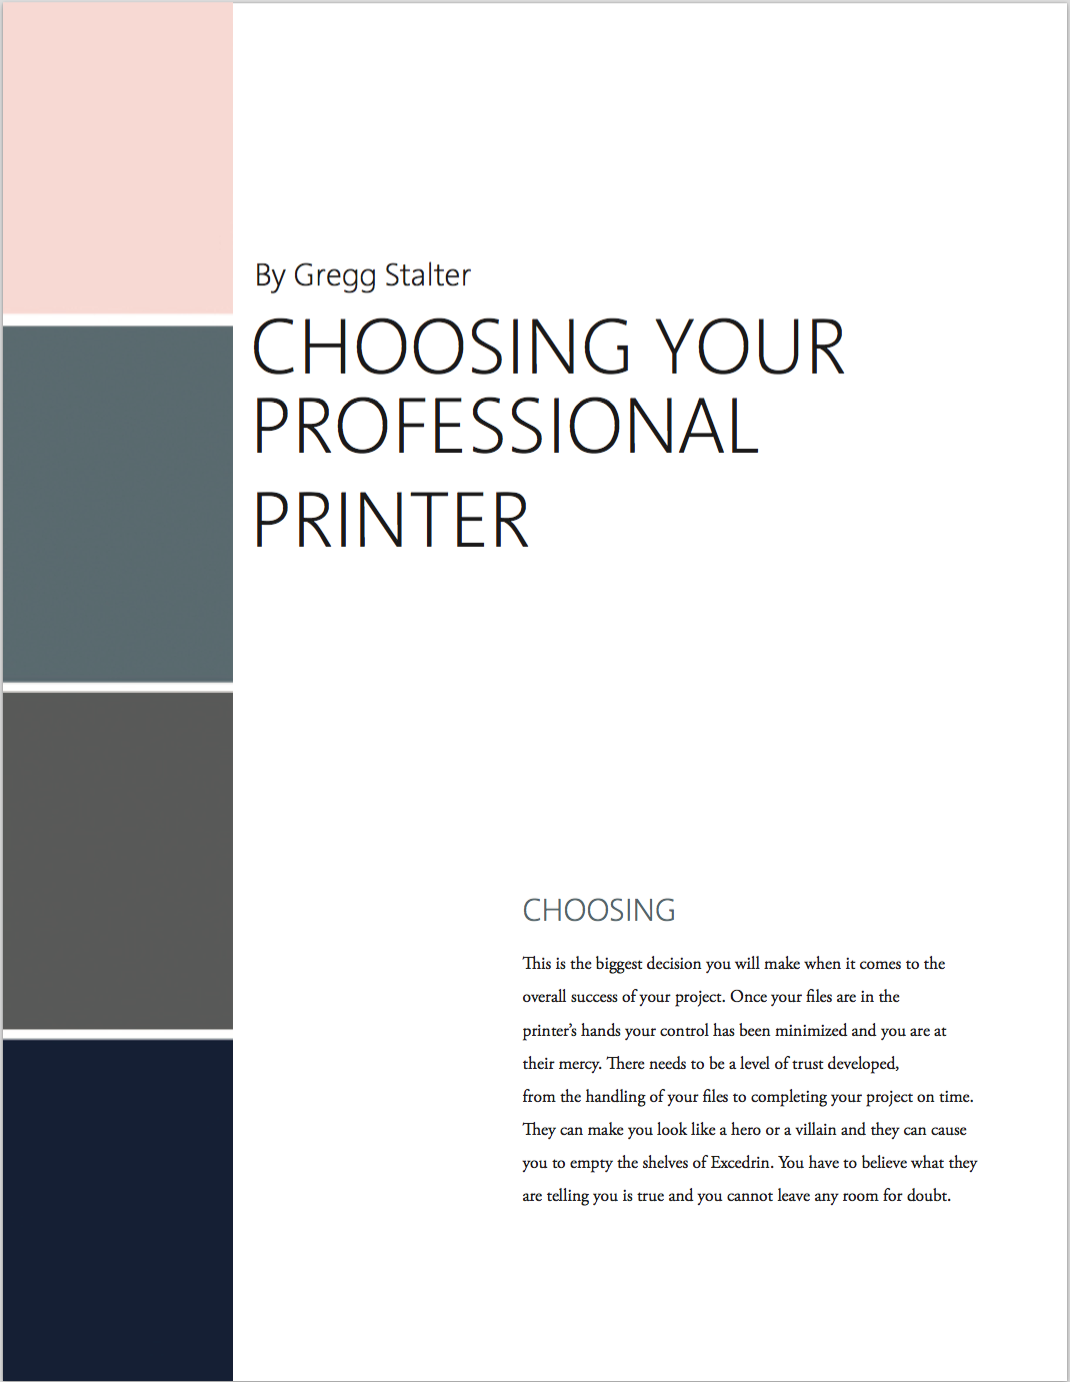 By Gregg Stalter
CHOOSING YOUR
PROFESSIONAL
PRINTER
CHOOSING
This is the biggest decision you will make when it comes to the
overall success of your project. Once your files are in the
printer’s hands your control has been minimized and you are at
their mercy. There needs to be a level of trust developed,
from the handling of your files to completing your project on time.
They can make you look like a hero or a villain and they can cause
you to empty the shelves of Excedrin. You have to believe what they
are telling you is true and you cannot leave any room for doubt.